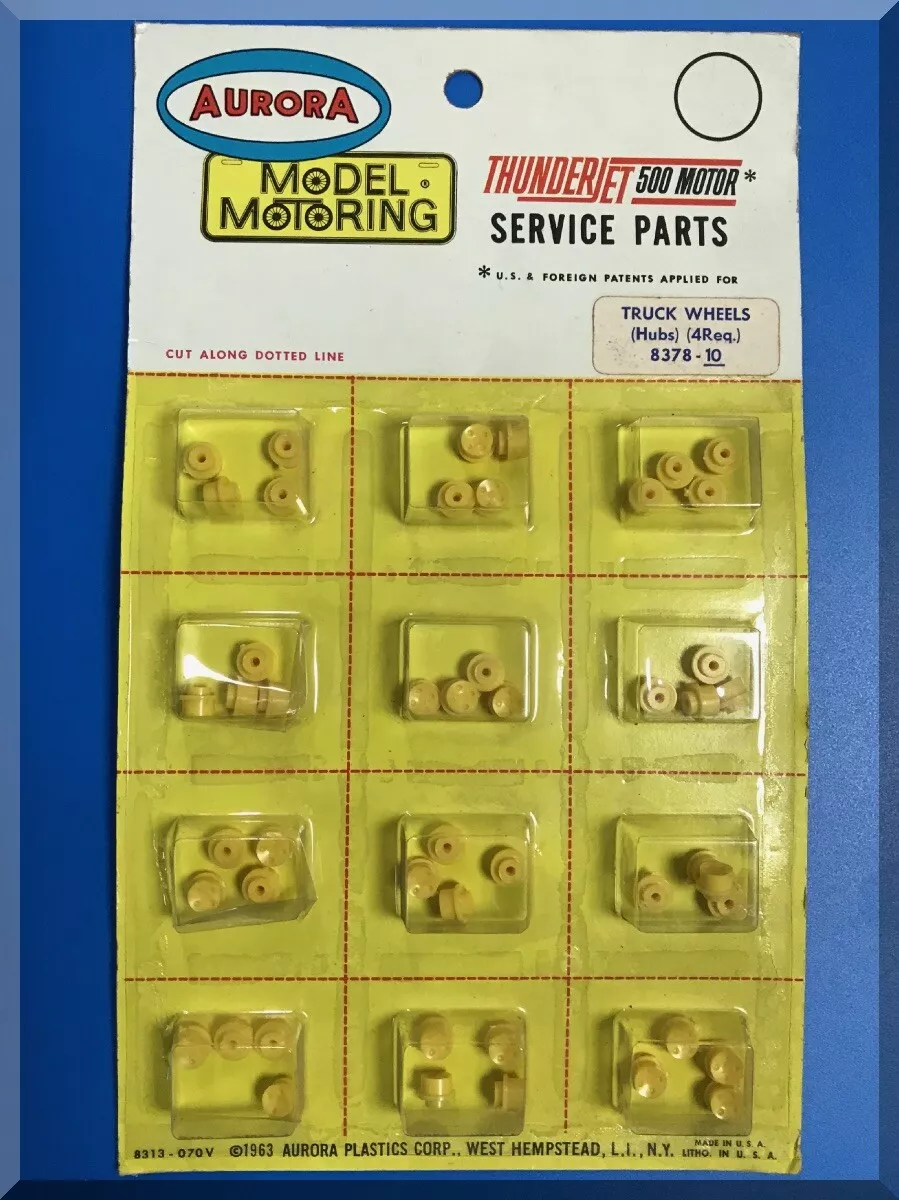 AURORA
MODEL ®
MOTORING
THUNDERJET 500 MOTOR*
SERVICE PARTS
* U.S. & FOREIGN PATENTS APPLIED FOR
TRUCK WHEELS
(Hubs) (4Req.)
8378-10
CUT ALONG DOTTED LINE
8313-070V ©1963 AURORA PLASTICS CORP.. WEST HEMPSTEAD, L.I., N.Y.
MADE IN U.S.A.
LITHO. IN U.S.A.